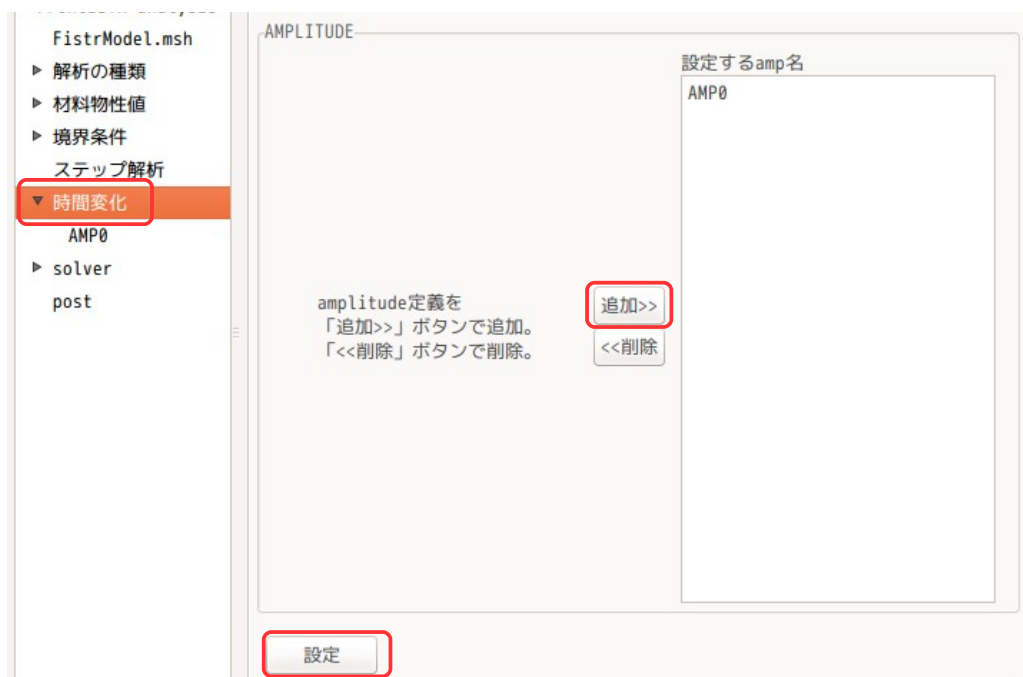 FistrModel.msh
解析の種類
材料物性値
境界条件
ステップ解析
時間変化
AMP0
solver
post
AMPLITUDE
設定するamp名
AMP0
amplitude定義を
「追加>>」ボタンで追加。
「<<削除」ボタンで削除。
追加>>
<<削除
設定